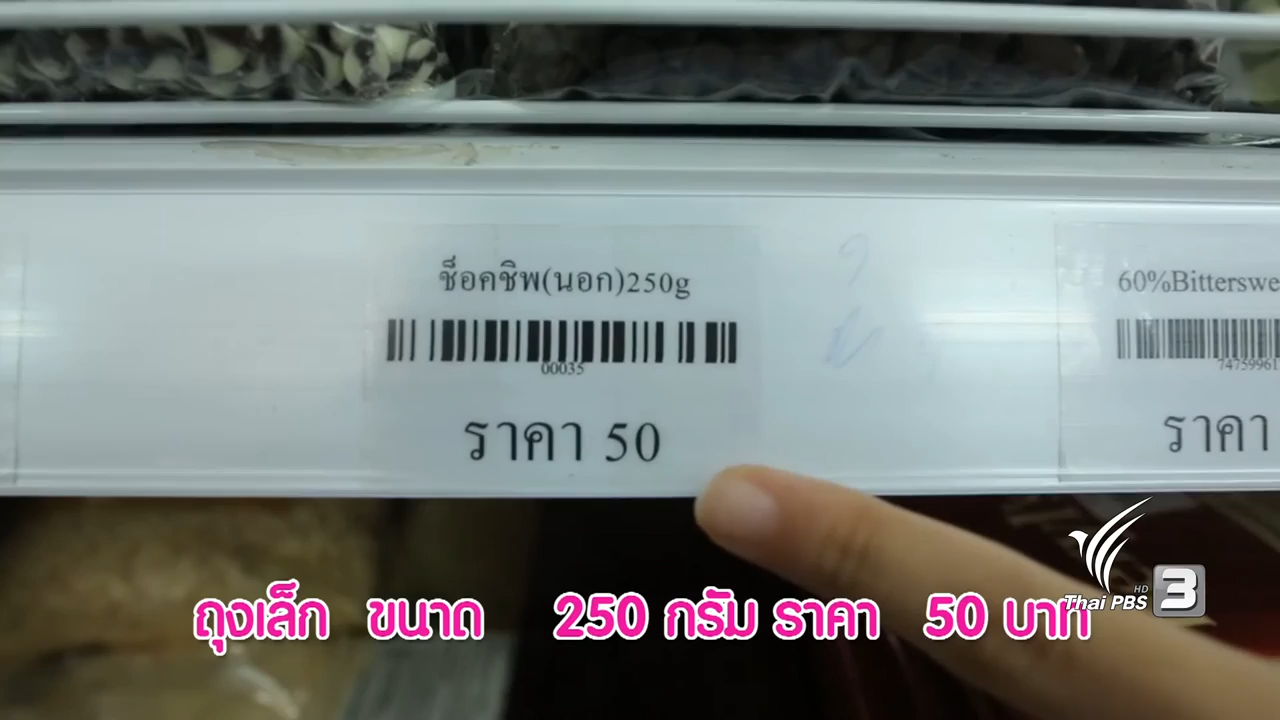 ช็อคชิพ(นอก)250g
00035
ราคา 50
60%Bitterswe
74759961
ราคา
ถุงเล็ก ขนาด 250 กรัม ราคา 50 บาท
HD
Thai PBS 3